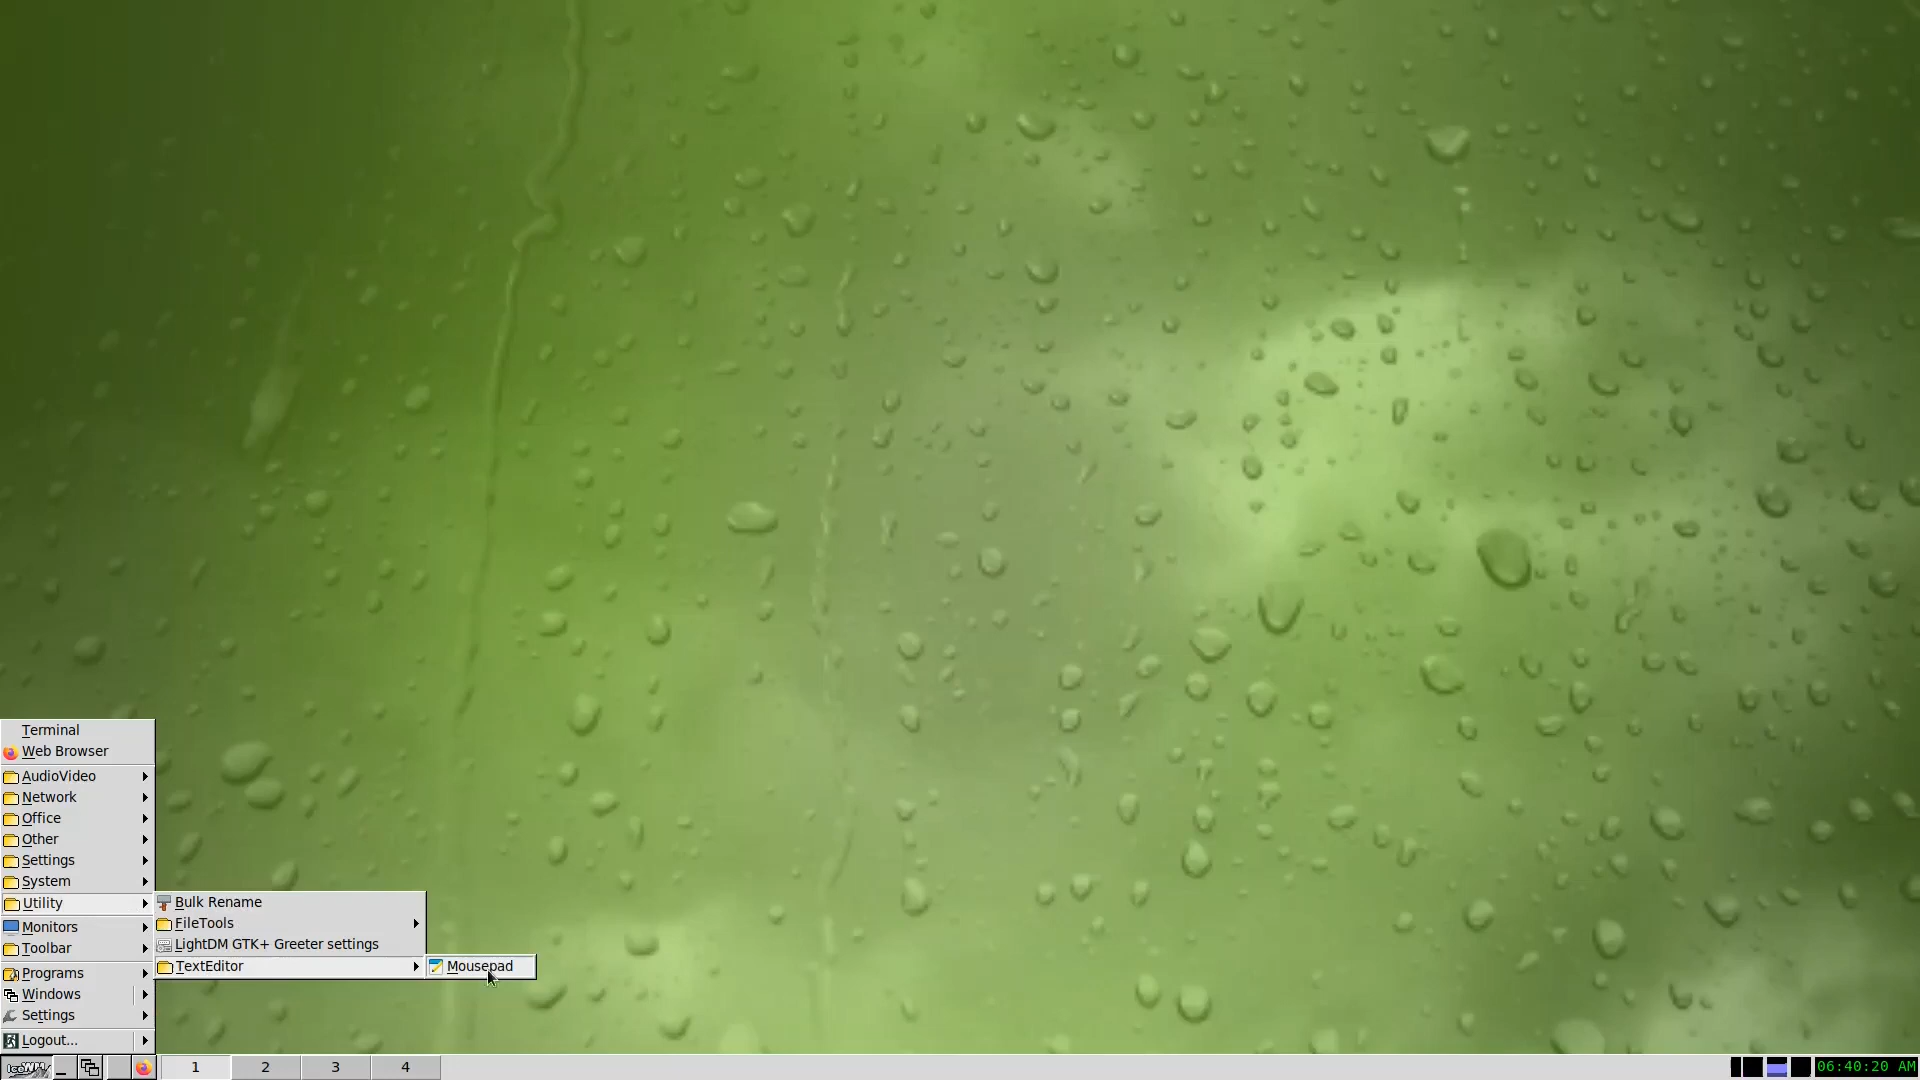 Terminal
Web Browser
AudioVideo
Network
Office
Other
Settings
System
Utility
Bulk Rename
FileTools
LightDM GTK+ Greeter settings
TextEditor
Mousepad
Monitors
Toolbar
Programs
Windows
Settings
Logout...
IceWM
1 2 3 4
06:40:20 AM